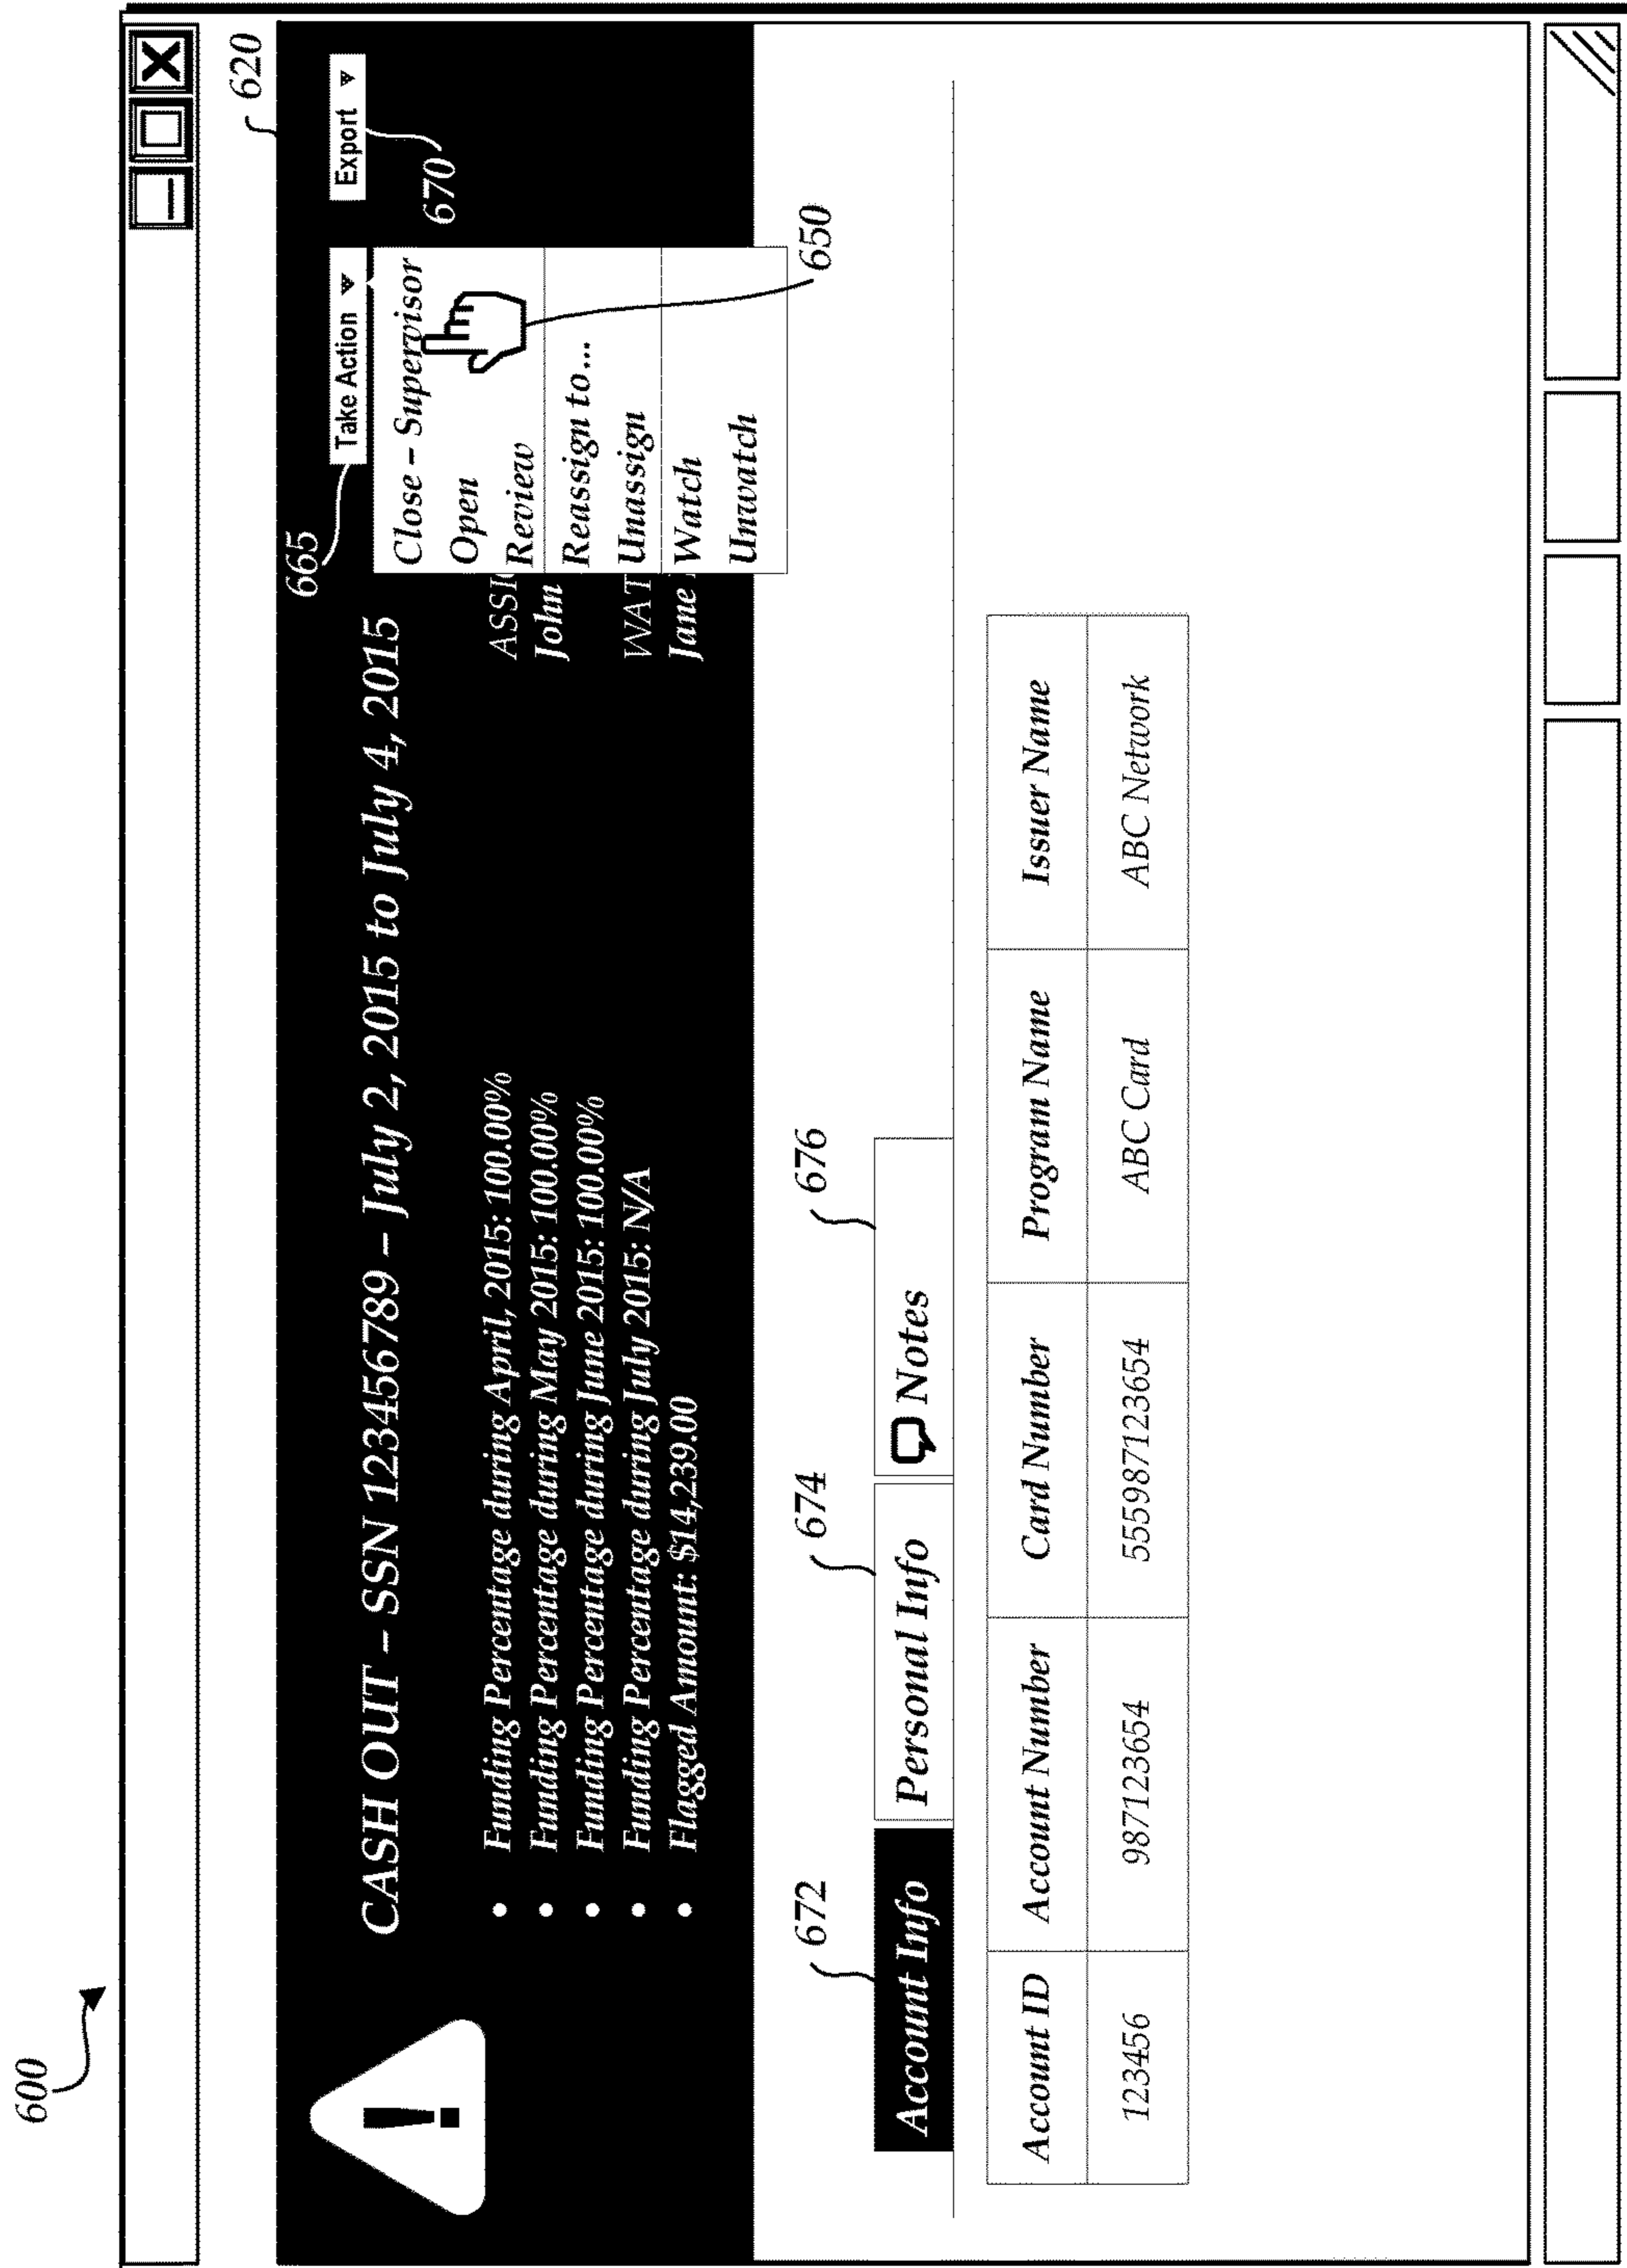 600
620
CASH OUT – SSN 123456789 – July 2, 2015 to July 4, 2015
665
Take Action
Export
670
• Funding Percentage during April, 2015: 100.00%
• Funding Percentage during May 2015: 100.00%
• Funding Percentage during June 2015: 100.00%
• Funding Percentage during July 2015: N/A
• Flagged Amount: $14,239.00
ASSI
John
WAT
Jane
Close – Supervisor
Open
Review
Reassign to...
Unassign
Watch
Unwatch
650
672
674
676
Account Info
Personal Info
Notes
Account ID Account Number Card Number Program Name Issuer Name
123456 987123654 555987123654 ABC Card ABC Network